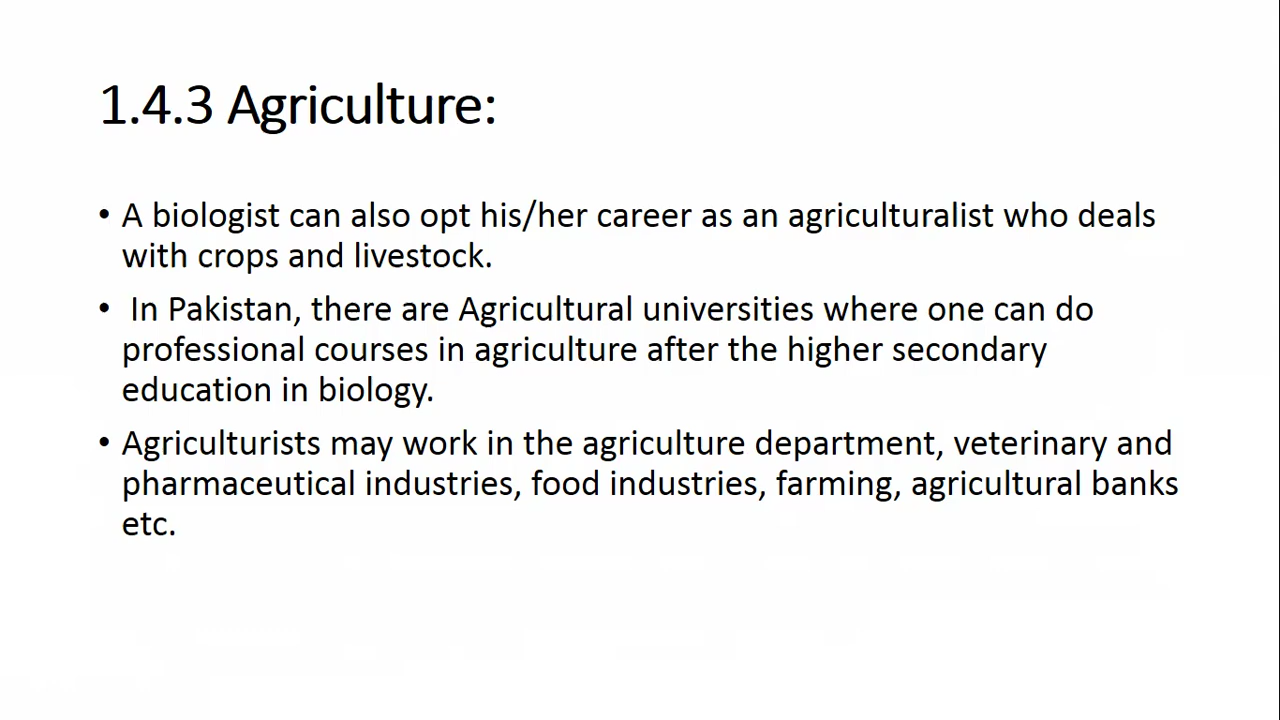 1.4.3 Agriculture:
• A biologist can also opt his/her career as an agriculturalist who deals
with crops and livestock.
• In Pakistan, there are Agricultural universities where one can do
professional courses in agriculture after the higher secondary
education in biology.
• Agriculturists may work in the agriculture department, veterinary and
pharmaceutical industries, food industries, farming, agricultural banks
etc.